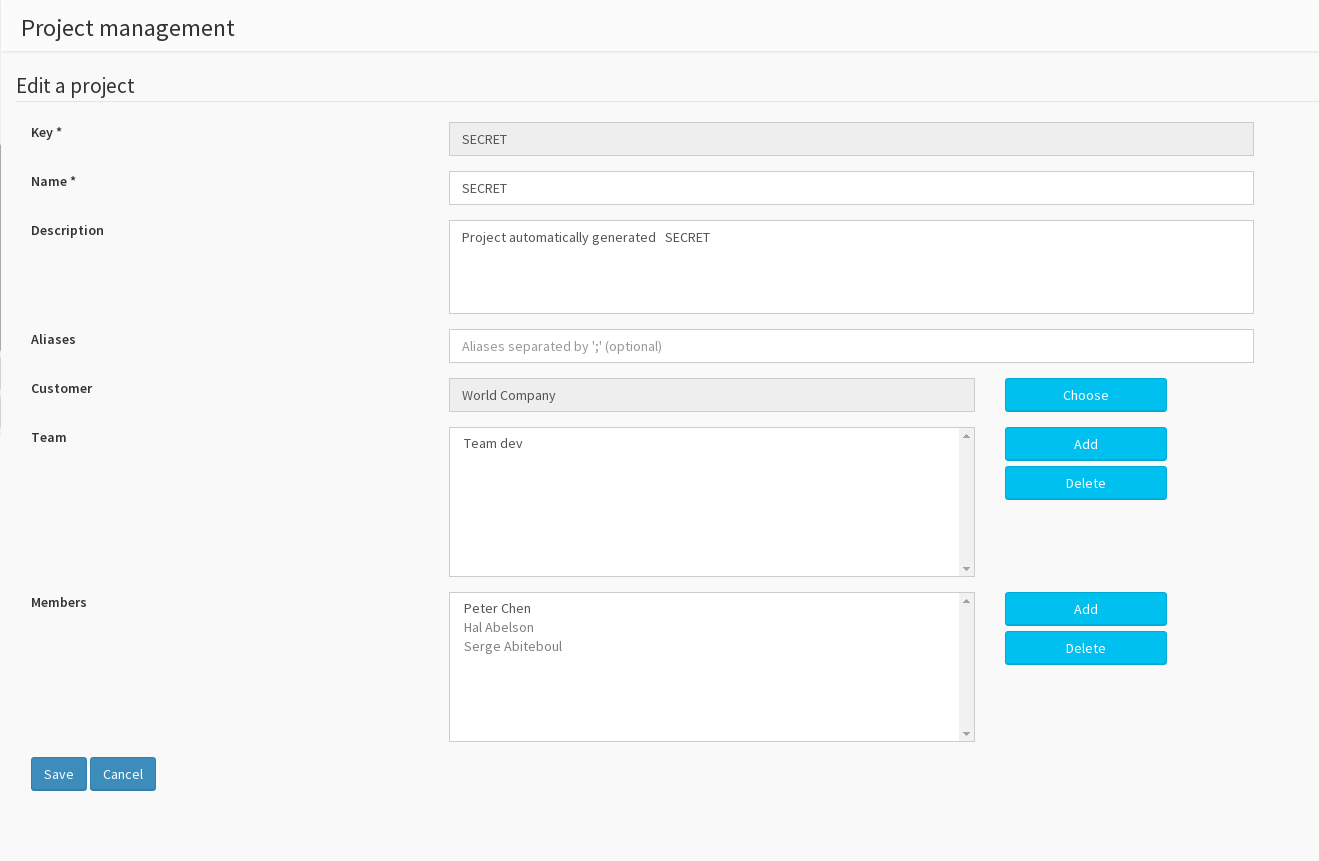 Project management
Edit a project
Key *
SECRET
Name *
SECRET
Description
Project automatically generated   SECRET
Aliases
Aliases separated by ';' (optional)
Customer
World Company
Choose
Team
Team dev
Add
Delete
Members
Peter Chen
Hal Abelson
Serge Abiteboul
Add
Delete
Save
Cancel